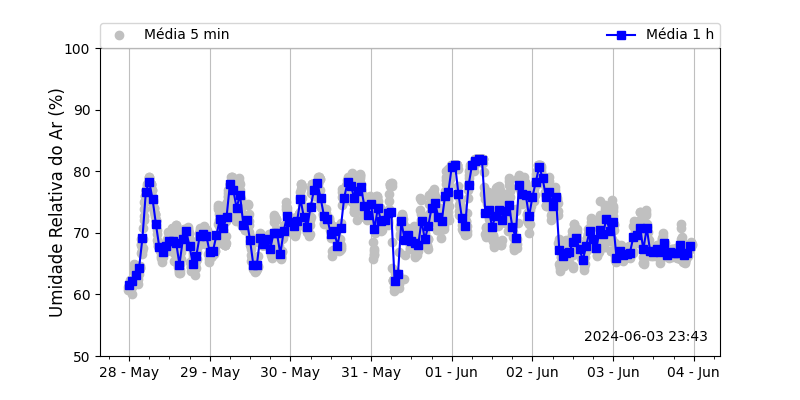 Média 5 min
Média 1 h
100
90
80
70
60
50
Umidade Relativa do Ar (%)
2024-06-03 23:43
28 - May
29 - May
30 - May
31 - May
01 - Jun
02 - Jun
03 - Jun
04 - Jun